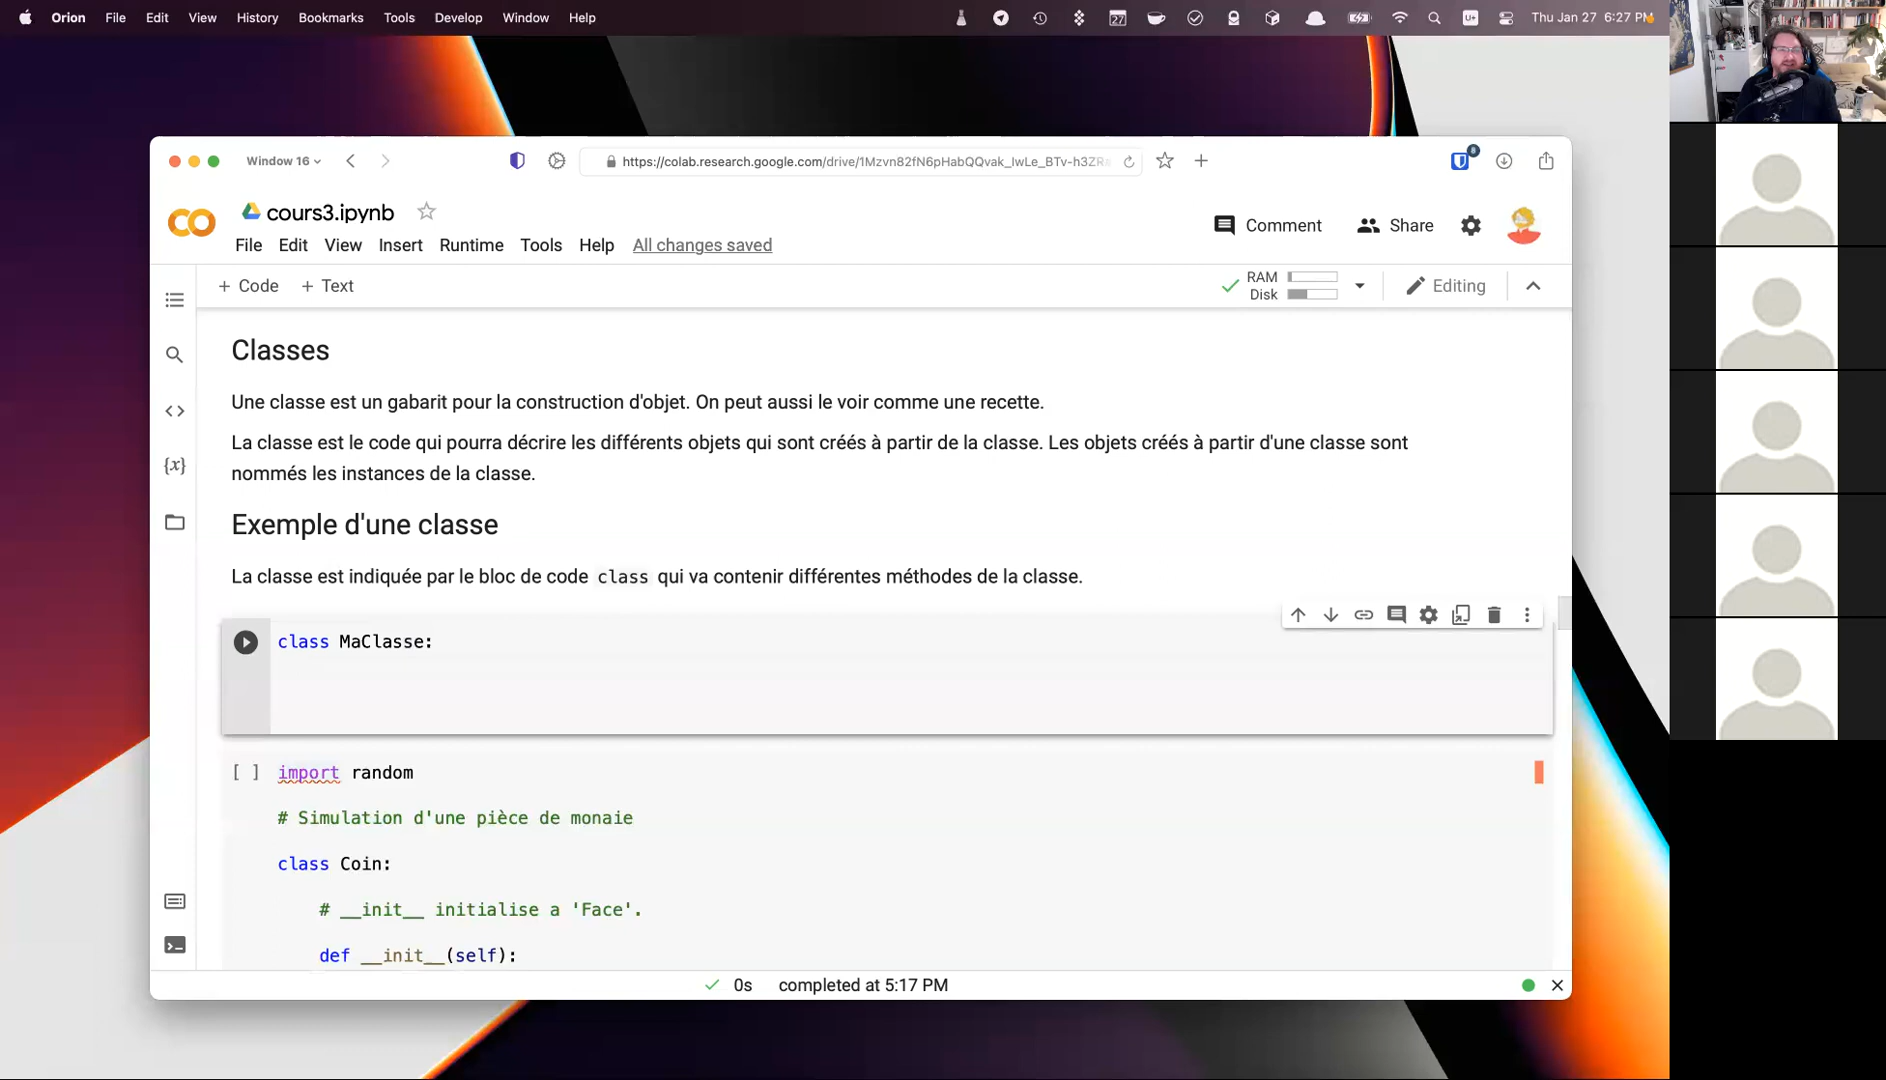 Orion File Edit View History Bookmarks Tools Develop Window Help 27 U+ Thu Jan 27 6:27 PM
Window 16 https://colab.research.google.com/drive/1Mzvn82fN6pHabQQvak_lwLe_BTv-h3ZR 8
cours3.ipynb
Comment Share
File Edit View Insert Runtime Tools Help All changes saved
+ Code + Text RAM Disk Editing
Classes
Une classe est un gabarit pour la construction d'objet. On peut aussi le voir comme une recette.
La classe est le code qui pourra décrire les différents objets qui sont créés à partir de la classe. Les objets créés à partir d'une classe sont
nommés les instances de la classe.
Exemple d'une classe
La classe est indiquée par le bloc de code class qui va contenir différentes méthodes de la classe.
class MaClasse:
[ ] import random
# Simulation d'une pièce de monaie
class Coin:
# __init__ initialise a 'Face'.
def __init__(self):
0s completed at 5:17 PM